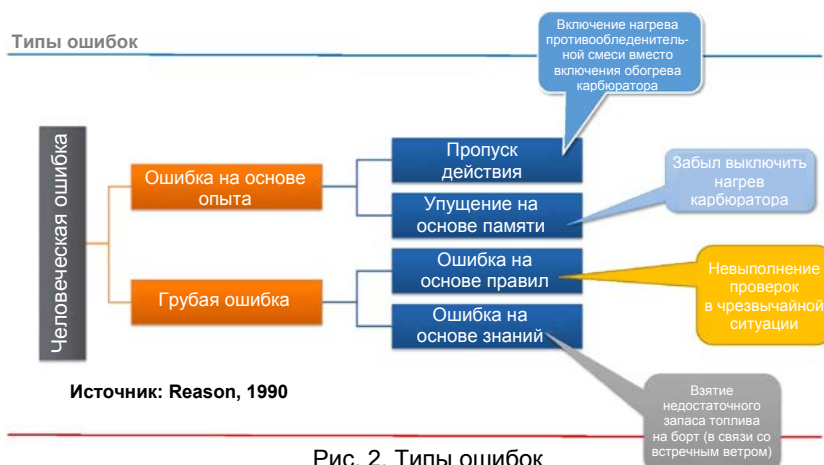 Типы ошибок
Включение нагрева
противообледенитель-
ной смеси вместо
включения обогрева
карбюратора
Человеческая ошибка
Ошибка на основе
опыта
Пропуск
действия
Забыл выключить
нагрев
карбюратора
Упущение на
основе памяти
Грубая ошибка
Ошибка на
основе правил
Невыполнение
проверок
в чрезвычайной
ситуации
Ошибка на
основе знаний
Источник: Reason, 1990
Взятие
недостаточного
запаса топлива
на борт (в связи со
встречным ветром)
Рис. 2. Типы ошибок